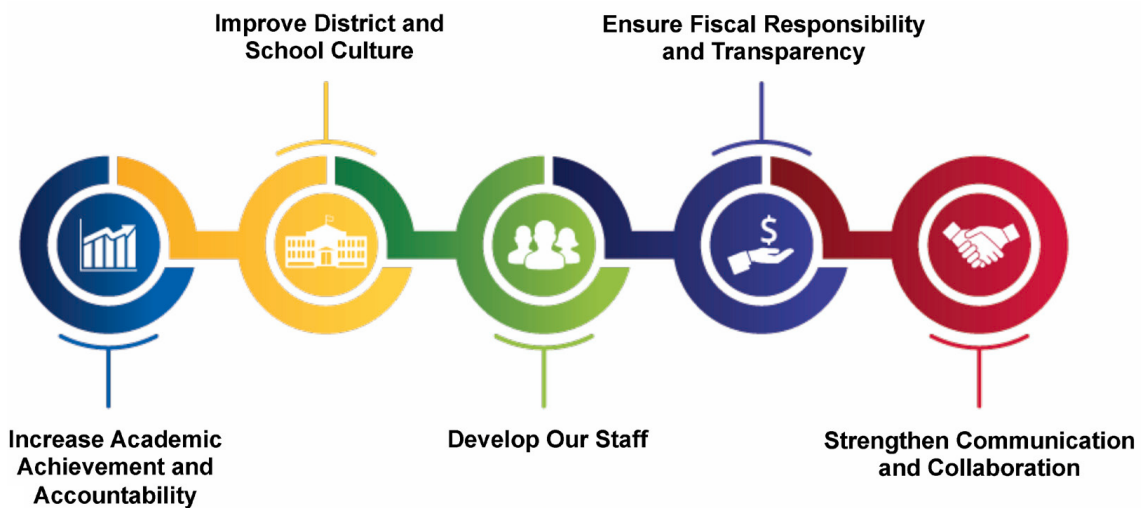 Improve District and
School Culture
Ensure Fiscal Responsibility
and Transparency
$
Increase Academic
Achievement and
Accountability
Develop Our Staff
Strengthen Communication
and Collaboration